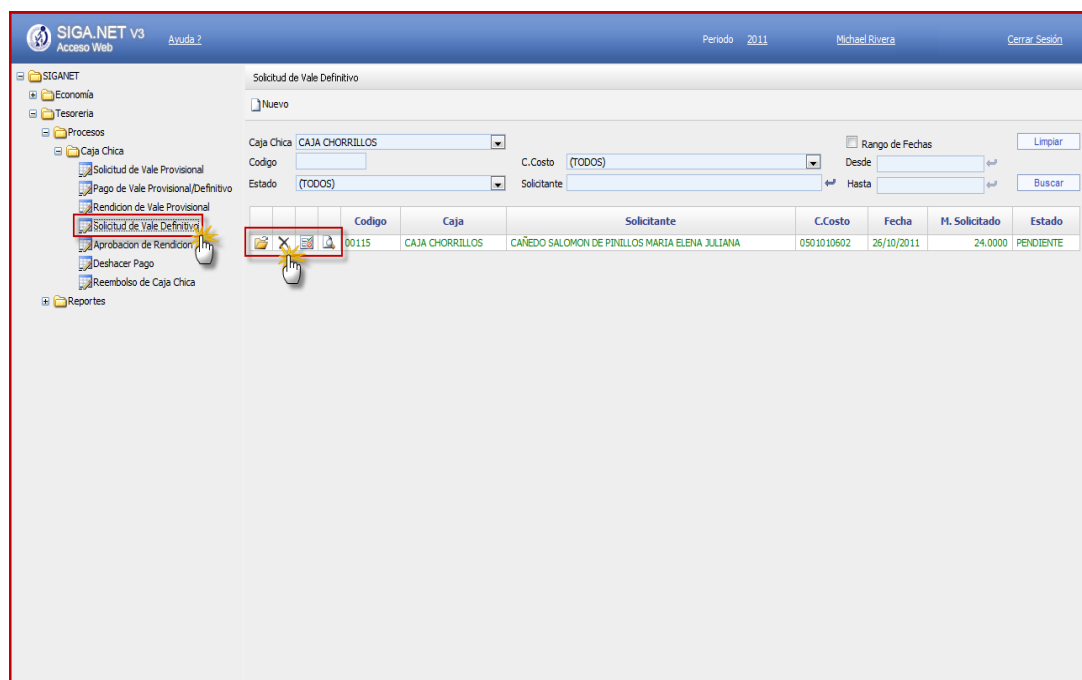 SIGA.NET V3
Acceso Web
Ayuda ?
Periodo 2011
Michael Rivera
Cerrar Sesión
SIGANET
Economía
Tesoreria
Procesos
Caja Chica
Solicitud de Vale Provisional
Pago de Vale Provisional/Definitivo
Rendicion de Vale Provisional
Solicitud de Vale Definitivo
Aprobacion de Rendicion
Deshacer Pago
Reembolso de Caja Chica
Reportes
Solicitud de Vale Definitivo
Nuevo
Caja Chica CAJA CHORRILLOS Rango de Fechas Limpiar
Codigo C.Costo (TODOS) Desde
Estado (TODOS) Solicitante Hasta Buscar
Codigo Caja Solicitante C.Costo Fecha M. Solicitado Estado
00115 CAJA CHORRILLOS CAÑEDO SALOMON DE PINILLOS MARIA ELENA JULIANA 0501010602 26/10/2011 24.0000 PENDIENTE